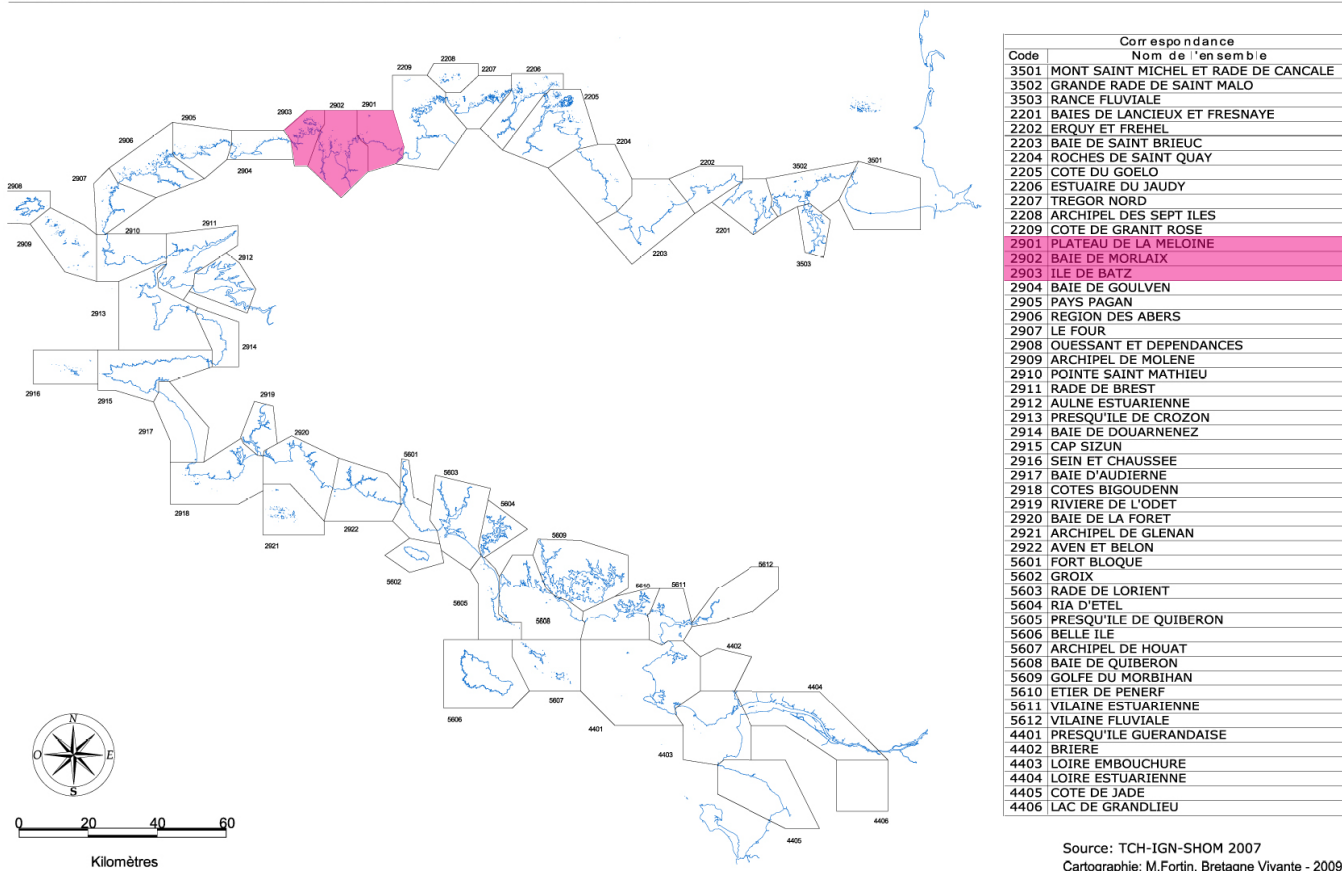 2208
2209
2207
2206
2903
2902
2901
2205
2905
2906
2204
2904
2202
3502
3501
2907
2908
2911
2910
2909
2201
2203
3503
2912
2913
2914
2916
2915
2919
2917
2920
5601
5603
5604
2918
2922
2921
5609
5602
5612
5610
5611
5605
5608
4402
4404
5606
5607
4401
4403
4406
4405
N
O
E
S
0 20 40 60
Kilomètres
Correspondance
Code Nom de l'ensemble
3501 MONT SAINT MICHEL ET RADE DE CANCALE
3502 GRANDE RADE DE SAINT MALO
3503 RANCE FLUVIALE
2201 BAIES DE LANCIEUX ET FRESNAYE
2202 ERQUY ET FREHEL
2203 BAIE DE SAINT BRIEUC
2204 ROCHES DE SAINT QUAY
2205 COTE DU GOELO
2206 ESTUAIRE DU JAUDY
2207 TREGOR NORD
2208 ARCHIPEL DES SEPT ILES
2209 COTE DE GRANIT ROSE
2901 PLATEAU DE LA MELOINE
2902 BAIE DE MORLAIX
2903 ILE DE BATZ
2904 BAIE DE GOULVEN
2905 PAYS PAGAN
2906 REGION DES ABERS
2907 LE FOUR
2908 OUESSANT ET DEPENDANCES
2909 ARCHIPEL DE MOLENE
2910 POINTE SAINT MATHIEU
2911 RADE DE BREST
2912 AULNE ESTUARIENNE
2913 PRESQU'ILE DE CROZON
2914 BAIE DE DOUARNENEZ
2915 CAP SIZUN
2916 SEIN ET CHAUSSEE
2917 BAIE D'AUDIERNE
2918 COTES BIGOUDENN
2919 RIVIERE DE L'ODET
2920 BAIE DE LA FORET
2921 ARCHIPEL DE GLENAN
2922 AVEN ET BELON
5601 FORT BLOQUE
5602 GROIX
5603 RADE DE LORIENT
5604 RIA D'ETEL
5605 PRESQU'ILE DE QUIBERON
5606 BELLE ILE
5607 ARCHIPEL DE HOUAT
5608 BAIE DE QUIBERON
5609 GOLFE DU MORBIHAN
5610 ETIER DE PENERF
5611 VILAINE ESTUARIENNE
5612 VILAINE FLUVIALE
4401 PRESQU'ILE GUERANDAISE
4402 BRIERE
4403 LOIRE EMBOUCHURE
4404 LOIRE ESTUARIENNE
4405 COTE DE JADE
4406 LAC DE GRANDLIEU
Source: TCH-IGN-SHOM 2007
Cartographie: M.Fortin, Bretagne Vivante - 2009